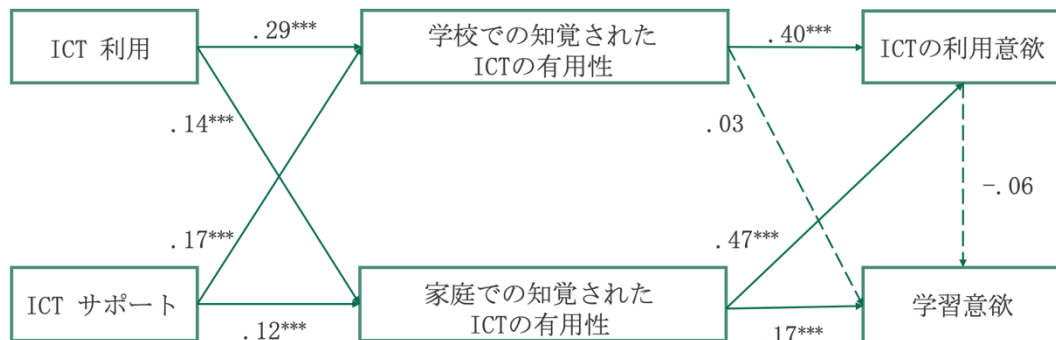 ICT 利用
.29***
学校での知覚された
ICTの有用性
.40***
ICTの利用意欲
.14***
.03
-.06
.17***
.47***
ICT サポート
.12***
家庭での知覚された
ICTの有用性
17***
学習意欲